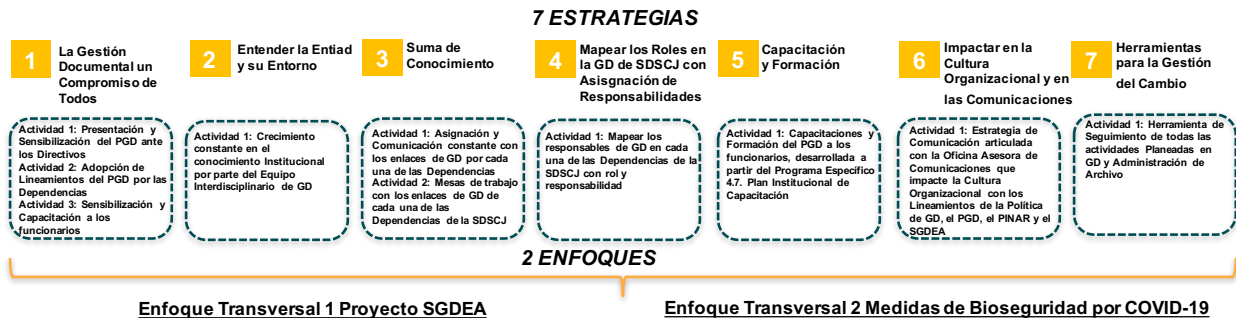 7 ESTRATEGIAS
1
La Gestión
Documental un
Compromiso de
Todos
Actividad 1: Presentación y
Sensibilización del PGD ante
los Directivos
Actividad 2: Adopción de
Lineamientos del PGD por las
Dependencias
Actividad 3: Sensibilización y
Capacitación a los
funcionarios
2
Entender la Entiad
y su Entorno
Actividad 1: Crecimiento
constante en el
conocimiento Institucional
por parte del Equipo
Interdisciplinario de GD
3
Suma de
Conocimiento
Actividad 1: Asignación y
Comunicación constante con
los enlaces de GD por cada
una de las Dependencias
Actividad 2: Mesas de trabajo
con los enlaces de GD de
cada una de las
Dependencias de la SDSCJ
4
Mapear los Roles en
la GD de SDSCJ con
Asisgnación de
Responsabilidades
Actividad 1: Mapear los
responsables de GD en cada
una de las Dependencias de la
SDSCJ con rol y
responsabilidad
5
Capacitación
y Formación
Actividad 1: Capacitaciones y
Formación del PGD a los
funcionarios, desarrollada a
partir del Programa Específico
4.7. Plan Institucional de
Capacitación
6
Impactar en la
Cultura
Organizacional y en
las Comunicaciones
Actividad 1: Estrategia de
Comunicación articulada
con la Oficina Asesora de
Comunicaciones que
impacte la Cultura
Organizacional con los
Lineamientos de la Política
de GD, el PGD, el PINAR y el
SGDEA
7
Herramientas
para la Gestión
del Cambio
Actividad 1: Herramienta de
Seguimiento de todas las
actividades Planeadas en
GD y Administración de
Archivo
2 ENFOQUES
Enfoque Transversal 1 Proyecto SGDEA
Enfoque Transversal 2 Medidas de Bioseguridad por COVID-19